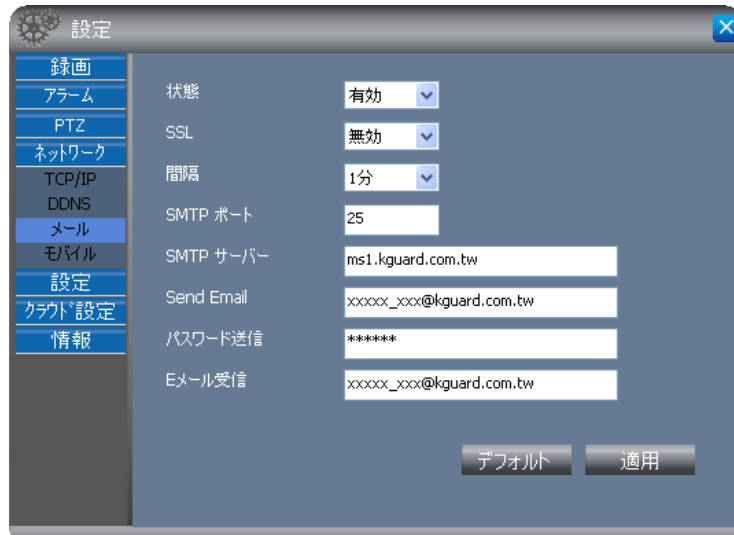 設定
録画
アラーム
PTZ
ネットワーク
TCP/IP
DDNS
メール
モバイル
設定
クラウド設定
情報
状態 有効
SSL 無効
間隔 1分
SMTP ポート 25
SMTP サーバー ms1.kguard.com.tw
Send Email xxxxx_xxx@kguard.com.tw
パスワード送信 ******
Eメール受信 xxxxx_xxx@kguard.com.tw
デフォルト 適用